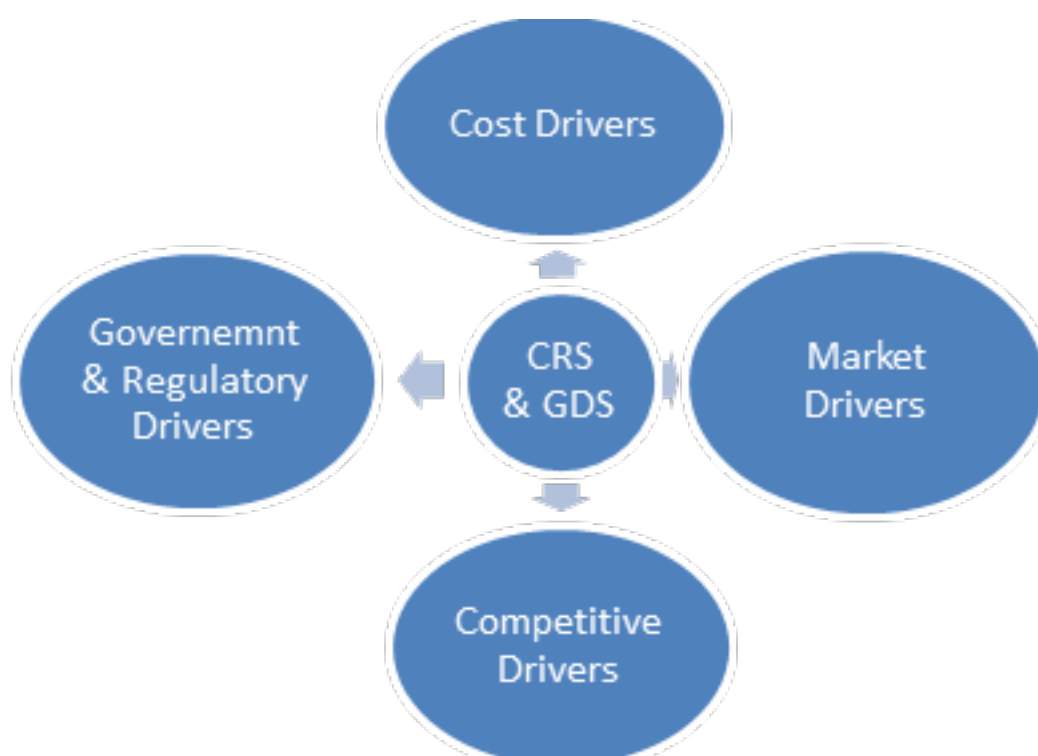 Cost Drivers
Governemnt
& Regulatory
Drivers
CRS
& GDS
Market
Drivers
Competitive
Drivers